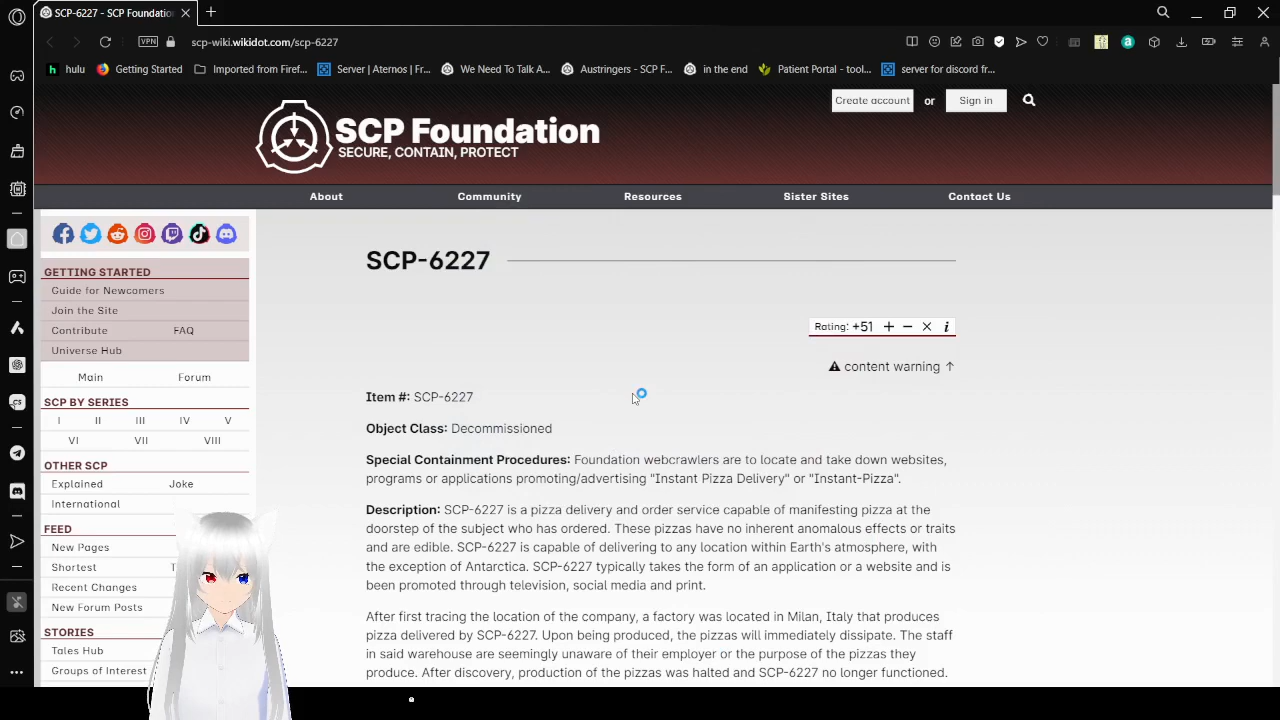 SCP-6227 - SCP Foundation
VPN
scp-wiki.wikidot.com/scp-6227
hulu
Getting Started
Imported from Firef...
Server | Aternos | Fr...
We Need To Talk A...
Austringers - SCP F...
in the end
Patient Portal - tool...
server for discord fr...
Create account
or
Sign in
SCP Foundation
SECURE, CONTAIN, PROTECT
About
Community
Resources
Sister Sites
Contact Us
GETTING STARTED
Guide for Newcomers
Join the Site
Contribute FAQ
Universe Hub
Main Forum
SCP BY SERIES
I II III IV V
VI VII VIII
OTHER SCP
Explained Joke
International
FEED
New Pages
Shortest
Recent Changes
New Forum Posts
STORIES
Tales Hub
Groups of Interest
SCP-6227
Rating: +51 + − × i
content warning ↑
Item #: SCP-6227
Object Class: Decommissioned
Special Containment Procedures: Foundation webcrawlers are to locate and take down websites,
programs or applications promoting/advertising "Instant Pizza Delivery" or "Instant-Pizza".
Description: SCP-6227 is a pizza delivery and order service capable of manifesting pizza at the
doorstep of the subject who has ordered. These pizzas have no inherent anomalous effects or traits
and are edible. SCP-6227 is capable of delivering to any location within Earth's atmosphere, with
the exception of Antarctica. SCP-6227 typically takes the form of an application or a website and is
been promoted through television, social media and print.
After first tracing the location of the company, a factory was located in Milan, Italy that produces
pizza delivered by SCP-6227. Upon being produced, the pizzas will immediately dissipate. The staff
in said warehouse are seemingly unaware of their employer or the purpose of the pizzas they
produce. After discovery, production of the pizzas was halted and SCP-6227 no longer functioned.